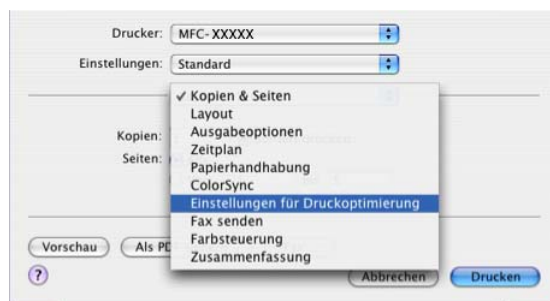 Drucker: MFC-XXXXX
Einstellungen: Standard
✓ Kopien & Seiten
Layout
Ausgabeoptionen
Kopien:
Zeitplan
Seiten:
Papierhandhabung
ColorSync
Einstellungen für Druckoptimierung
Fax senden
Farbsteuerung
Zusammenfassung
Vorschau Als PD
? Abbrechen Drucken